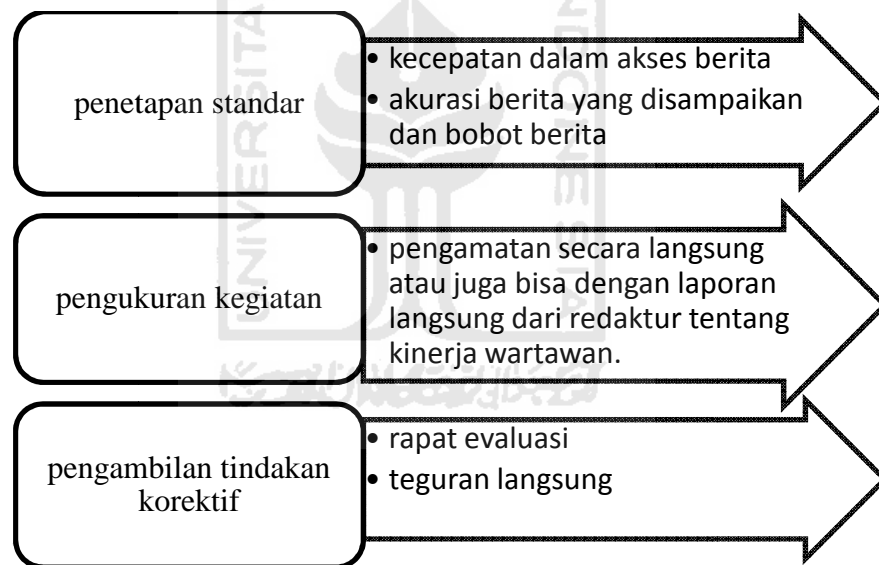 penetapan standar
• kecepatan dalam akses berita
• akurasi berita yang disampaikan
dan bobot berita
pengukuran kegiatan
• pengamatan secara langsung
atau juga bisa dengan laporan
langsung dari redaktur tentang
kinerja wartawan.
pengambilan tindakan
korektif
• rapat evaluasi
• teguran langsung